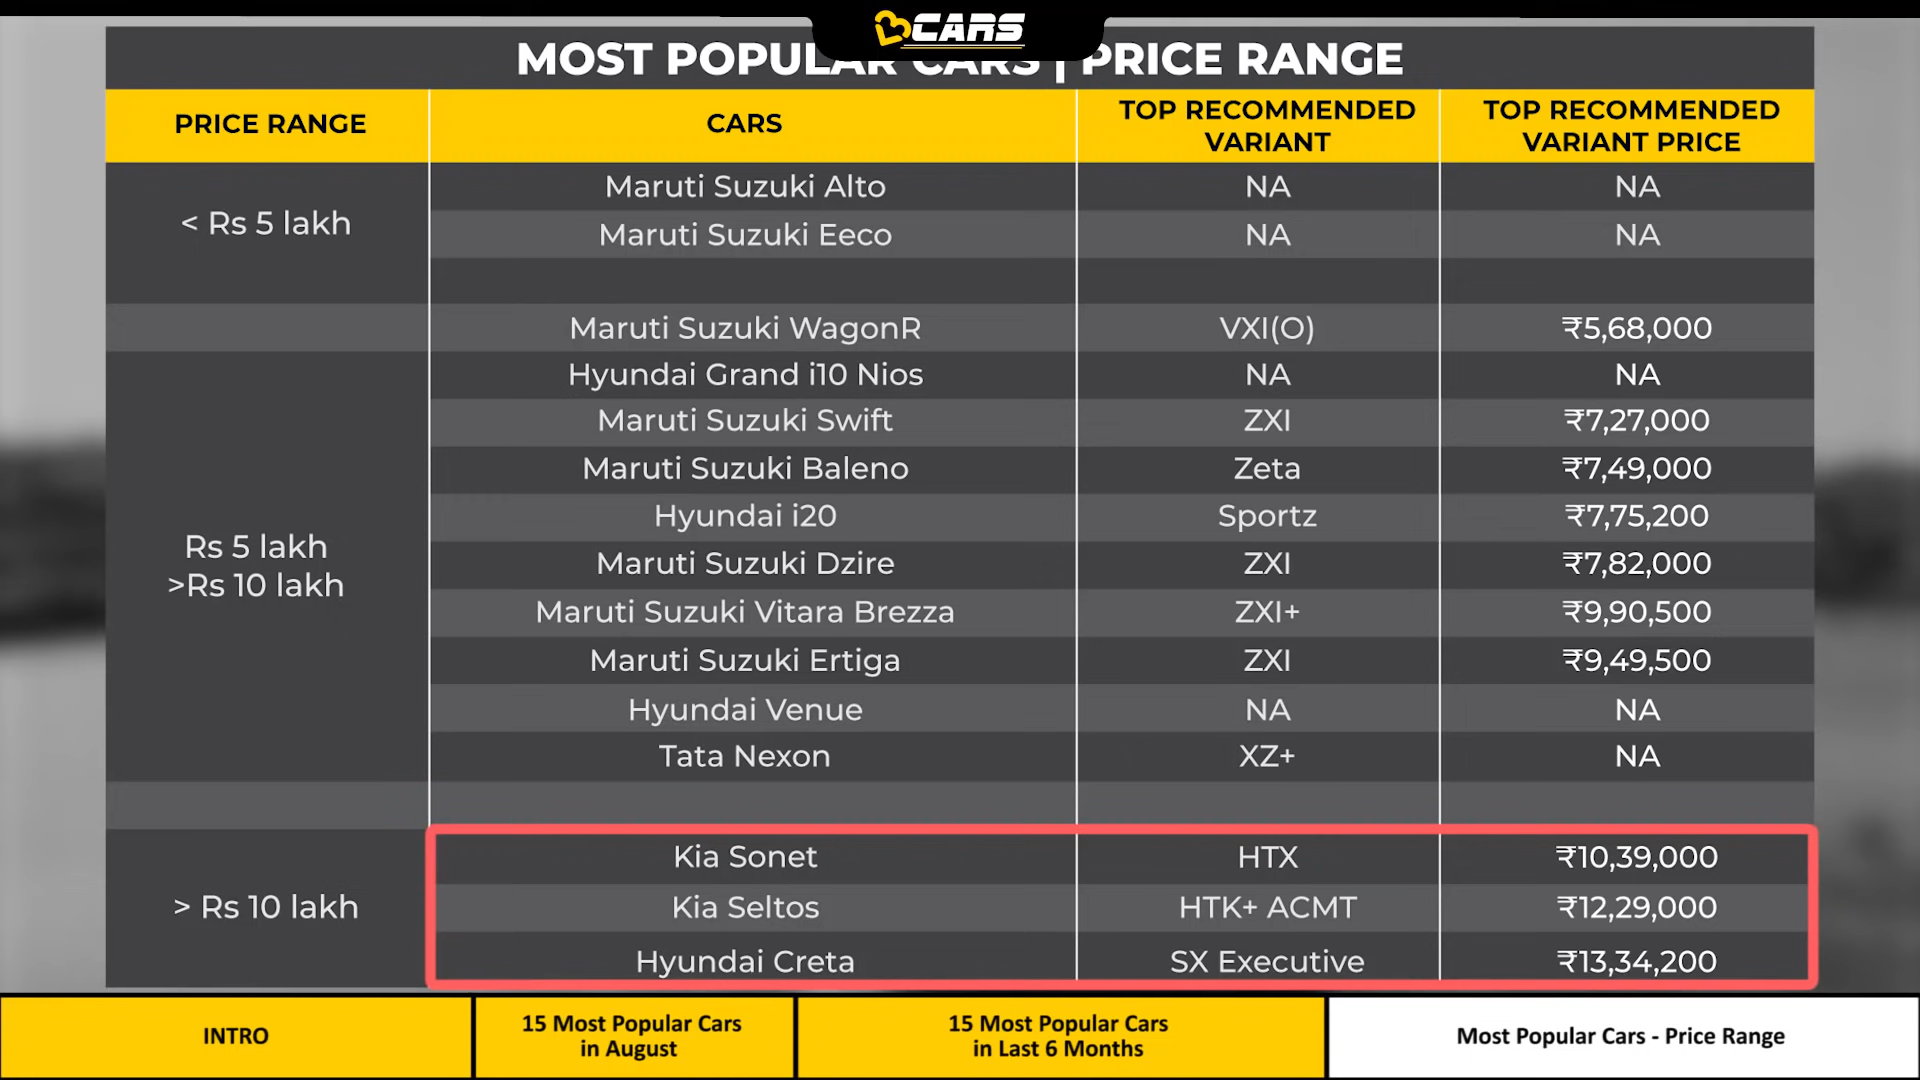 CARS
MOST POPULAR CARS | PRICE RANGE
PRICE RANGE CARS TOP RECOMMENDED VARIANT TOP RECOMMENDED VARIANT PRICE
< Rs 5 lakh
Maruti Suzuki Alto NA NA
Maruti Suzuki Eeco NA NA
Maruti Suzuki WagonR VXI(O) ₹5,68,000
Hyundai Grand i10 Nios NA NA
Maruti Suzuki Swift ZXI ₹7,27,000
Maruti Suzuki Baleno Zeta ₹7,49,000
Hyundai i20 Sportz ₹7,75,200
Rs 5 lakh
>Rs 10 lakh
Maruti Suzuki Dzire ZXI ₹7,82,000
Maruti Suzuki Vitara Brezza ZXI+ ₹9,90,500
Maruti Suzuki Ertiga ZXI ₹9,49,500
Hyundai Venue NA NA
Tata Nexon XZ+ NA
Kia Sonet HTX ₹10,39,000
> Rs 10 lakh
Kia Seltos HTK+ ACMT ₹12,29,000
Hyundai Creta SX Executive ₹13,34,200
INTRO
15 Most Popular Cars
in August
15 Most Popular Cars
in Last 6 Months
Most Popular Cars - Price Range